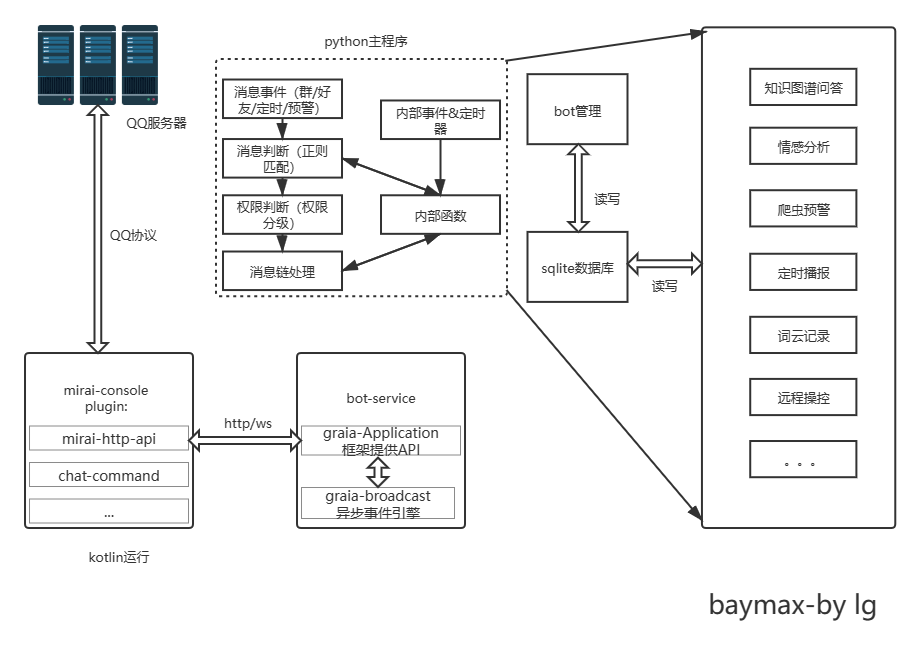 QQ服务器
QQ协议
mirai-console
plugin:
mirai-http-api
chat-command
...
kotlin运行
http/ws
bot-service
graia-Application
框架提供API
graia-broadcast
异步事件引擎
python主程序
消息事件（群/好
友/定时/预警）
消息判断（正则
匹配）
权限判断（权限
分级）
消息链处理
内部事件&定时
器
内部函数
bot管理
读写
sqlite数据库
读写
知识图谱问答
情感分析
爬虫预警
定时播报
词云记录
远程操控
。。。
baymax-by lg